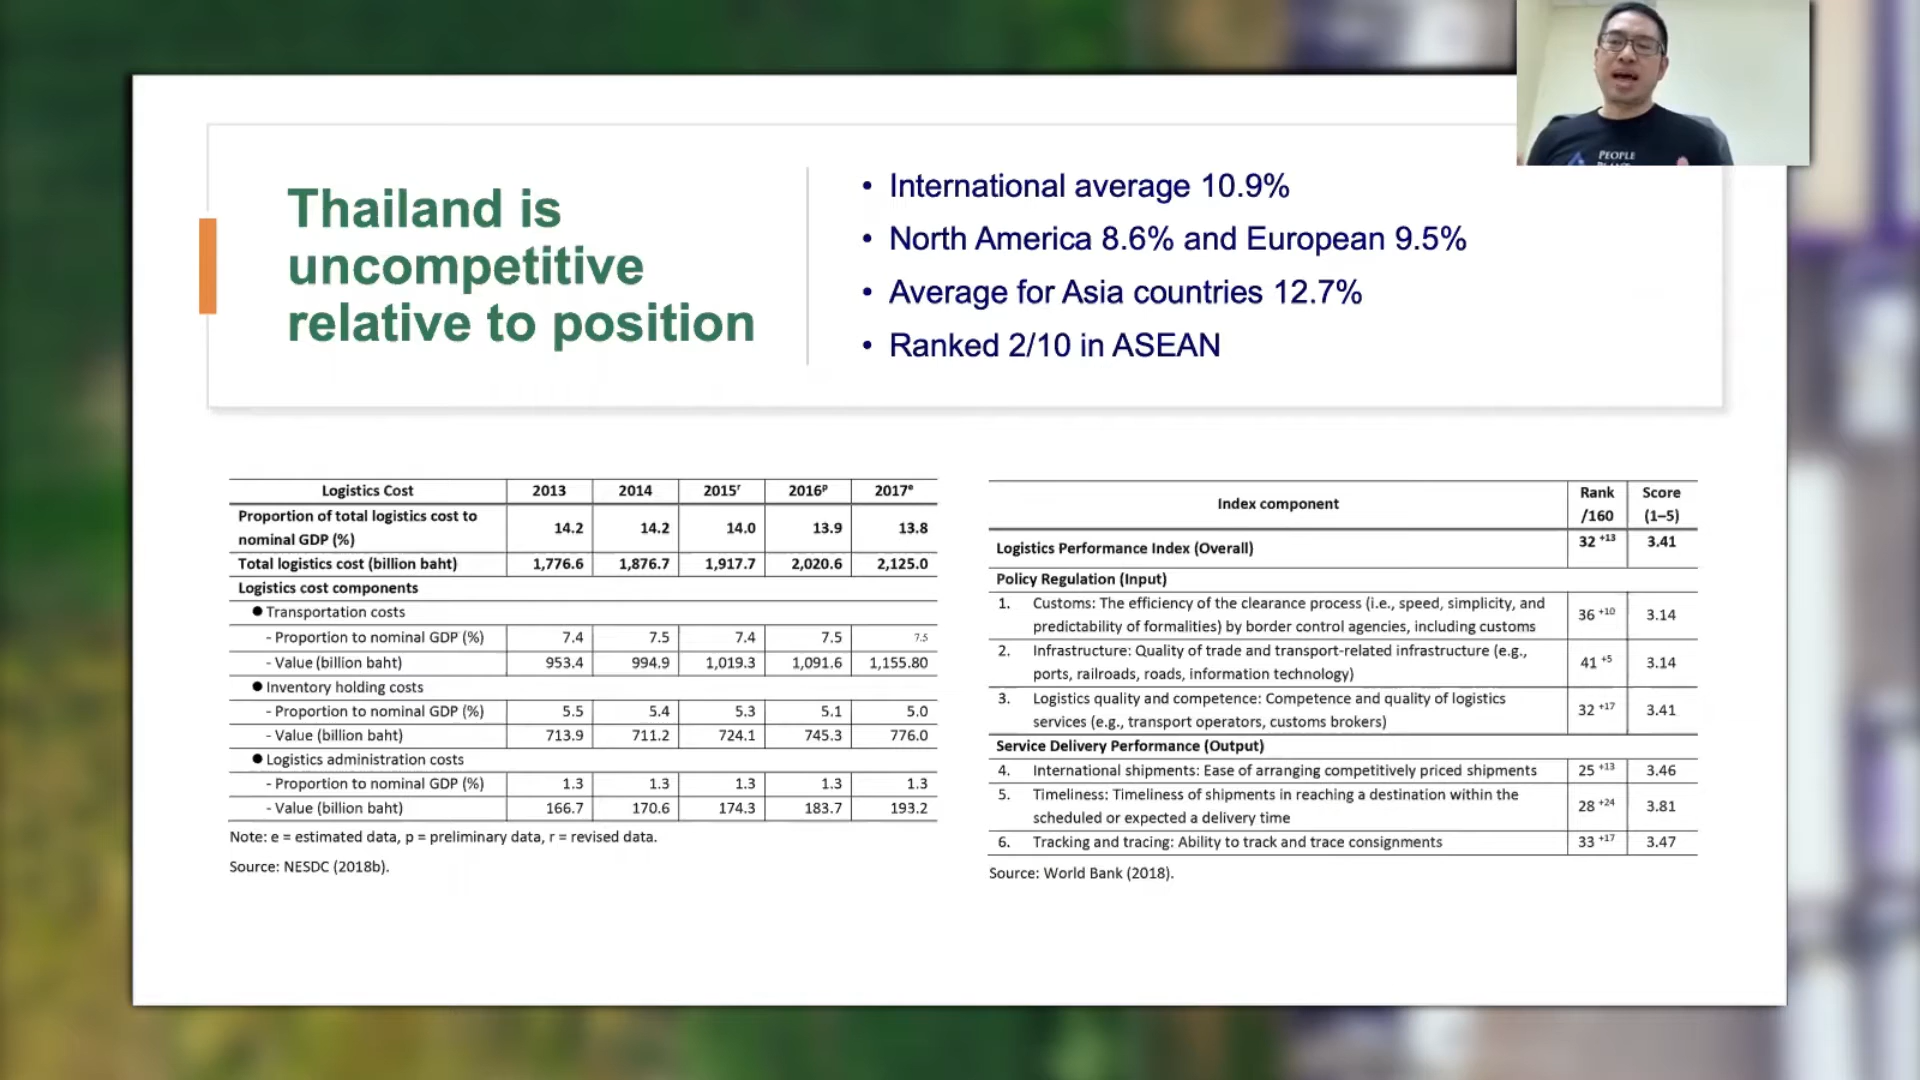 PEOPLE
Thailand is
uncompetitive
relative to position
• International average 10.9%
• North America 8.6% and European 9.5%
• Average for Asia countries 12.7%
• Ranked 2/10 in ASEAN
Logistics Cost 2013 2014 2015r 2016p 2017e
Proportion of total logistics cost to
nominal GDP (%) 14.2 14.2 14.0 13.9 13.8
Total logistics cost (billion baht) 1,776.6 1,876.7 1,917.7 2,020.6 2,125.0
Logistics cost components
● Transportation costs
- Proportion to nominal GDP (%) 7.4 7.5 7.4 7.5 7.5
- Value (billion baht) 953.4 994.9 1,019.3 1,091.6 1,155.80
● Inventory holding costs
- Proportion to nominal GDP (%) 5.5 5.4 5.3 5.1 5.0
- Value (billion baht) 713.9 711.2 724.1 745.3 776.0
● Logistics administration costs
- Proportion to nominal GDP (%) 1.3 1.3 1.3 1.3 1.3
- Value (billion baht) 166.7 170.6 174.3 183.7 193.2
Note: e = estimated data, p = preliminary data, r = revised data.
Source: NESDC (2018b).
Index component Rank /160 Score (1–5)
Logistics Performance Index (Overall) 32 +13 3.41
Policy Regulation (Input)
1. Customs: The efficiency of the clearance process (i.e., speed, simplicity, and
predictability of formalities) by border control agencies, including customs 36 +10 3.14
2. Infrastructure: Quality of trade and transport-related infrastructure (e.g.,
ports, railroads, roads, information technology) 41 +5 3.14
3. Logistics quality and competence: Competence and quality of logistics
services (e.g., transport operators, customs brokers) 32 +17 3.41
Service Delivery Performance (Output)
4. International shipments: Ease of arranging competitively priced shipments 25 +13 3.46
5. Timeliness: Timeliness of shipments in reaching a destination within the
scheduled or expected a delivery time 28 +24 3.81
6. Tracking and tracing: Ability to track and trace consignments 33 +17 3.47
Source: World Bank (2018).